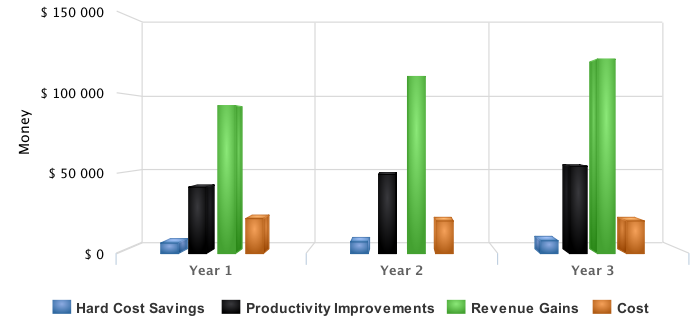 $ 150 000
$ 100 000
$ 50 000
$ 0
Money
Year 1
Year 2
Year 3
Hard Cost Savings
Productivity Improvements
Revenue Gains
Cost